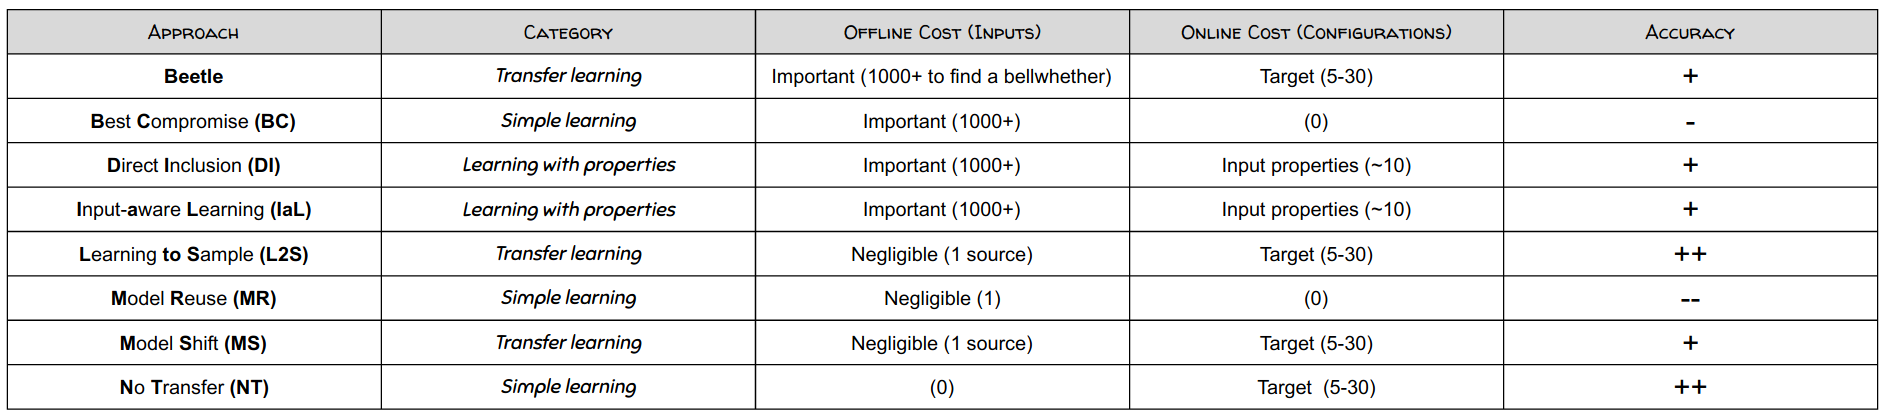 APPROACH CATEGORY OFFLINE COST (INPUTS) ONLINE COST (CONFIGURATIONS) ACCURACY
Beetle Transfer learning Important (1000+ to find a bellwhether) Target (5-30) +
Best Compromise (BC) Simple learning Important (1000+) (0) -
Direct Inclusion (DI) Learning with properties Important (1000+) Input properties (~10) +
Input-aware Learning (IaL) Learning with properties Important (1000+) Input properties (~10) +
Learning to Sample (L2S) Transfer learning Negligible (1 source) Target (5-30) ++
Model Reuse (MR) Simple learning Negligible (1) (0) --
Model Shift (MS) Transfer learning Negligible (1 source) Target (5-30) +
No Transfer (NT) Simple learning (0) Target (5-30) ++